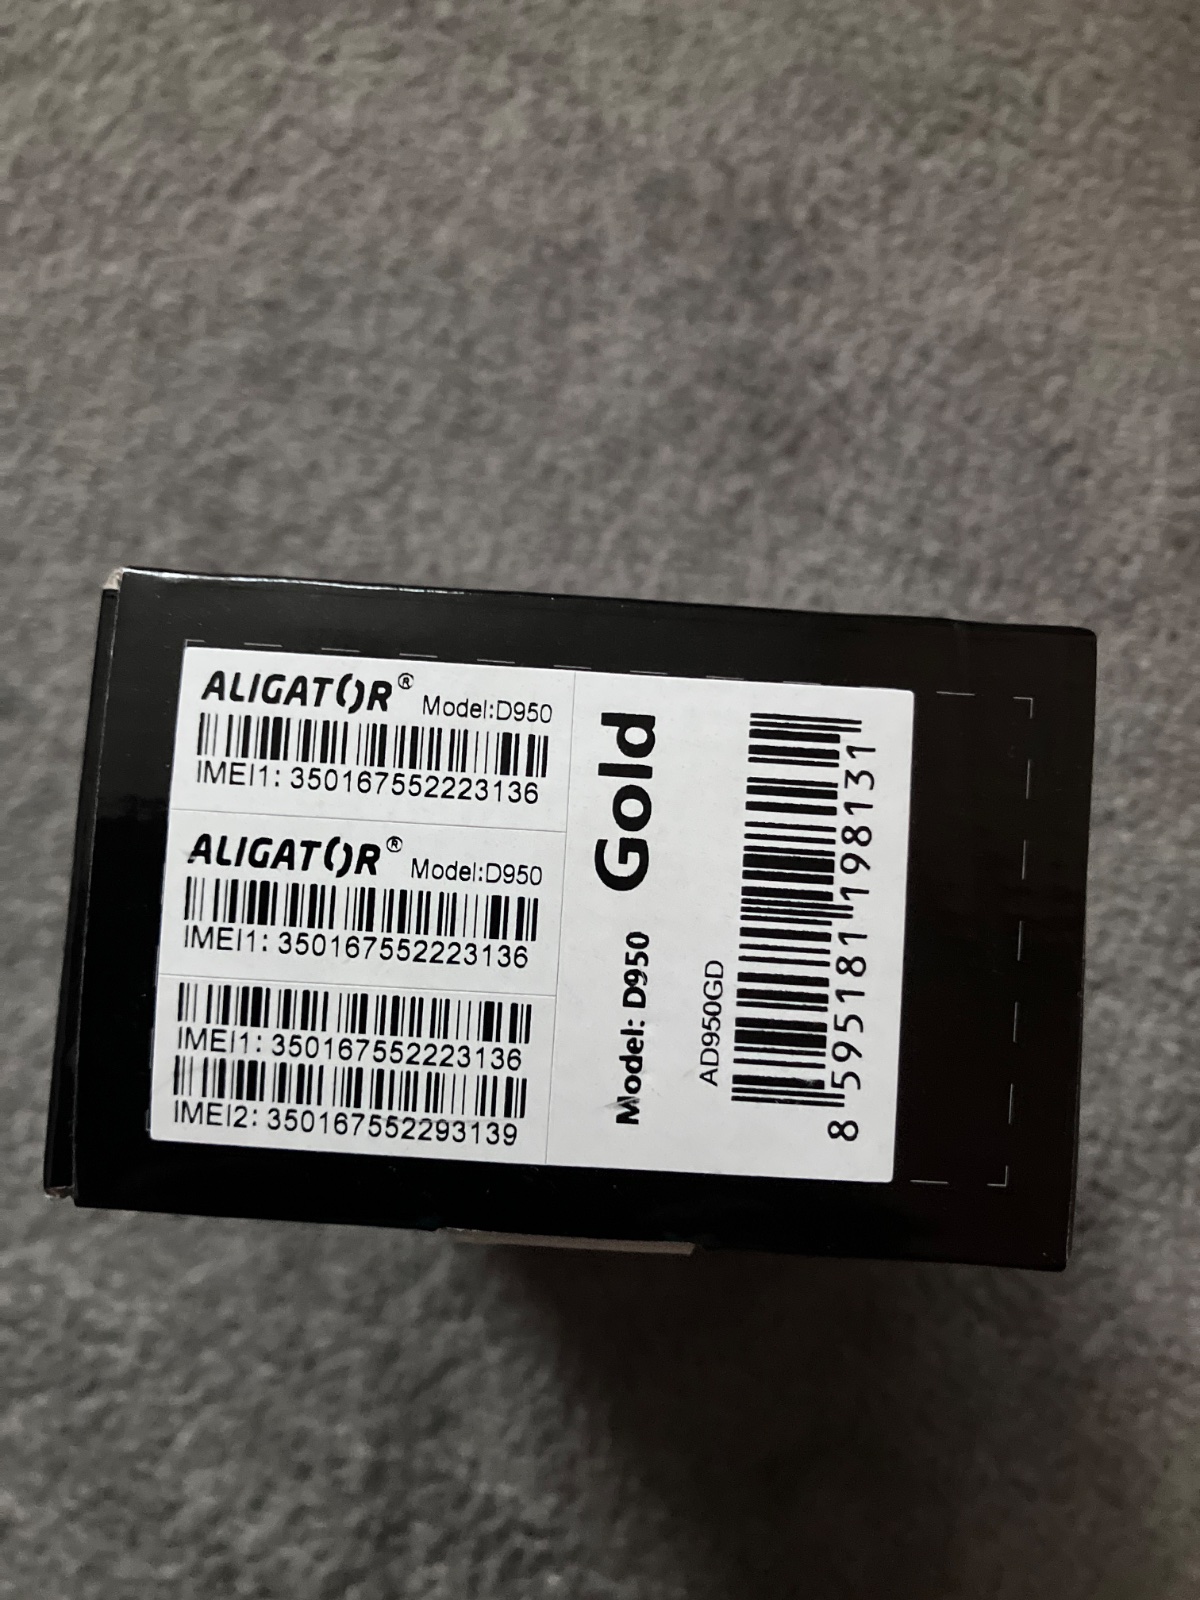 ALIGATOR® Model:D950
IMEI1: 350167552223136
ALIGATOR® Model:D950
IMEI1: 350167552223136
IMEI1: 350167552223136
IMEI2: 350167552293139
Model: D950 Gold
AD950GD
8 595181 198131